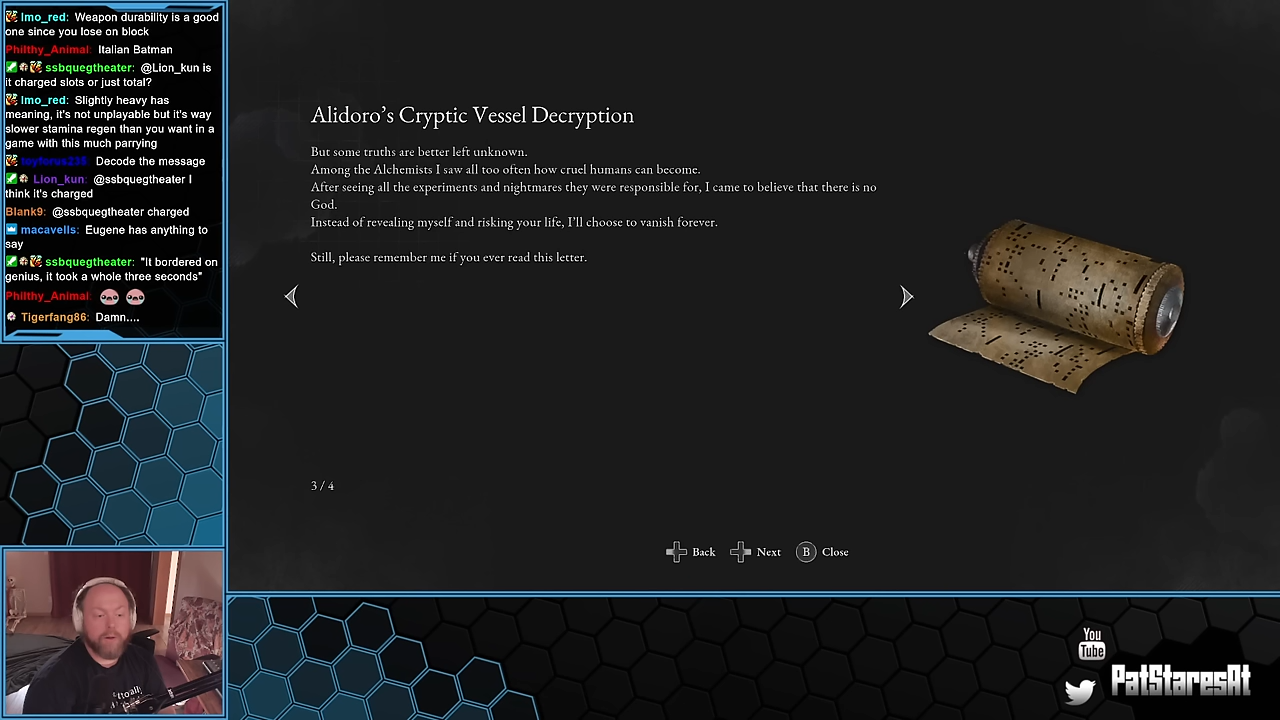 lmo_red: Weapon durability is a good
one since you lose on block
Philthy_Animal: Italian Batman
ssbquegtheater: @Lion_kun is
it charged slots or just total?
lmo_red: Slightly heavy has
meaning, it's not unplayable but it's way
slower stamina regen than you want in a
game with this much parrying
Decode the message
Lion_kun: @ssbquegtheater I
think it's charged
Blank9: @ssbquegtheater charged
macavells: Eugene has anything to
say
ssbquegtheater: "It bordered on
genius, it took a whole three seconds"
Philthy_Animal:
Tigerfang86: Damn....
Alidoro's Cryptic Vessel Decryption
But some truths are better left unknown.
Among the Alchemists I saw all too often how cruel humans can become.
After seeing all the experiments and nightmares they were responsible for, I came to believe that there is no
God.
Instead of revealing myself and risking your life, I'll choose to vanish forever.
Still, please remember me if you ever read this letter.
3 / 4
Back
Next
B Close
You
Tube
PatStaresAt